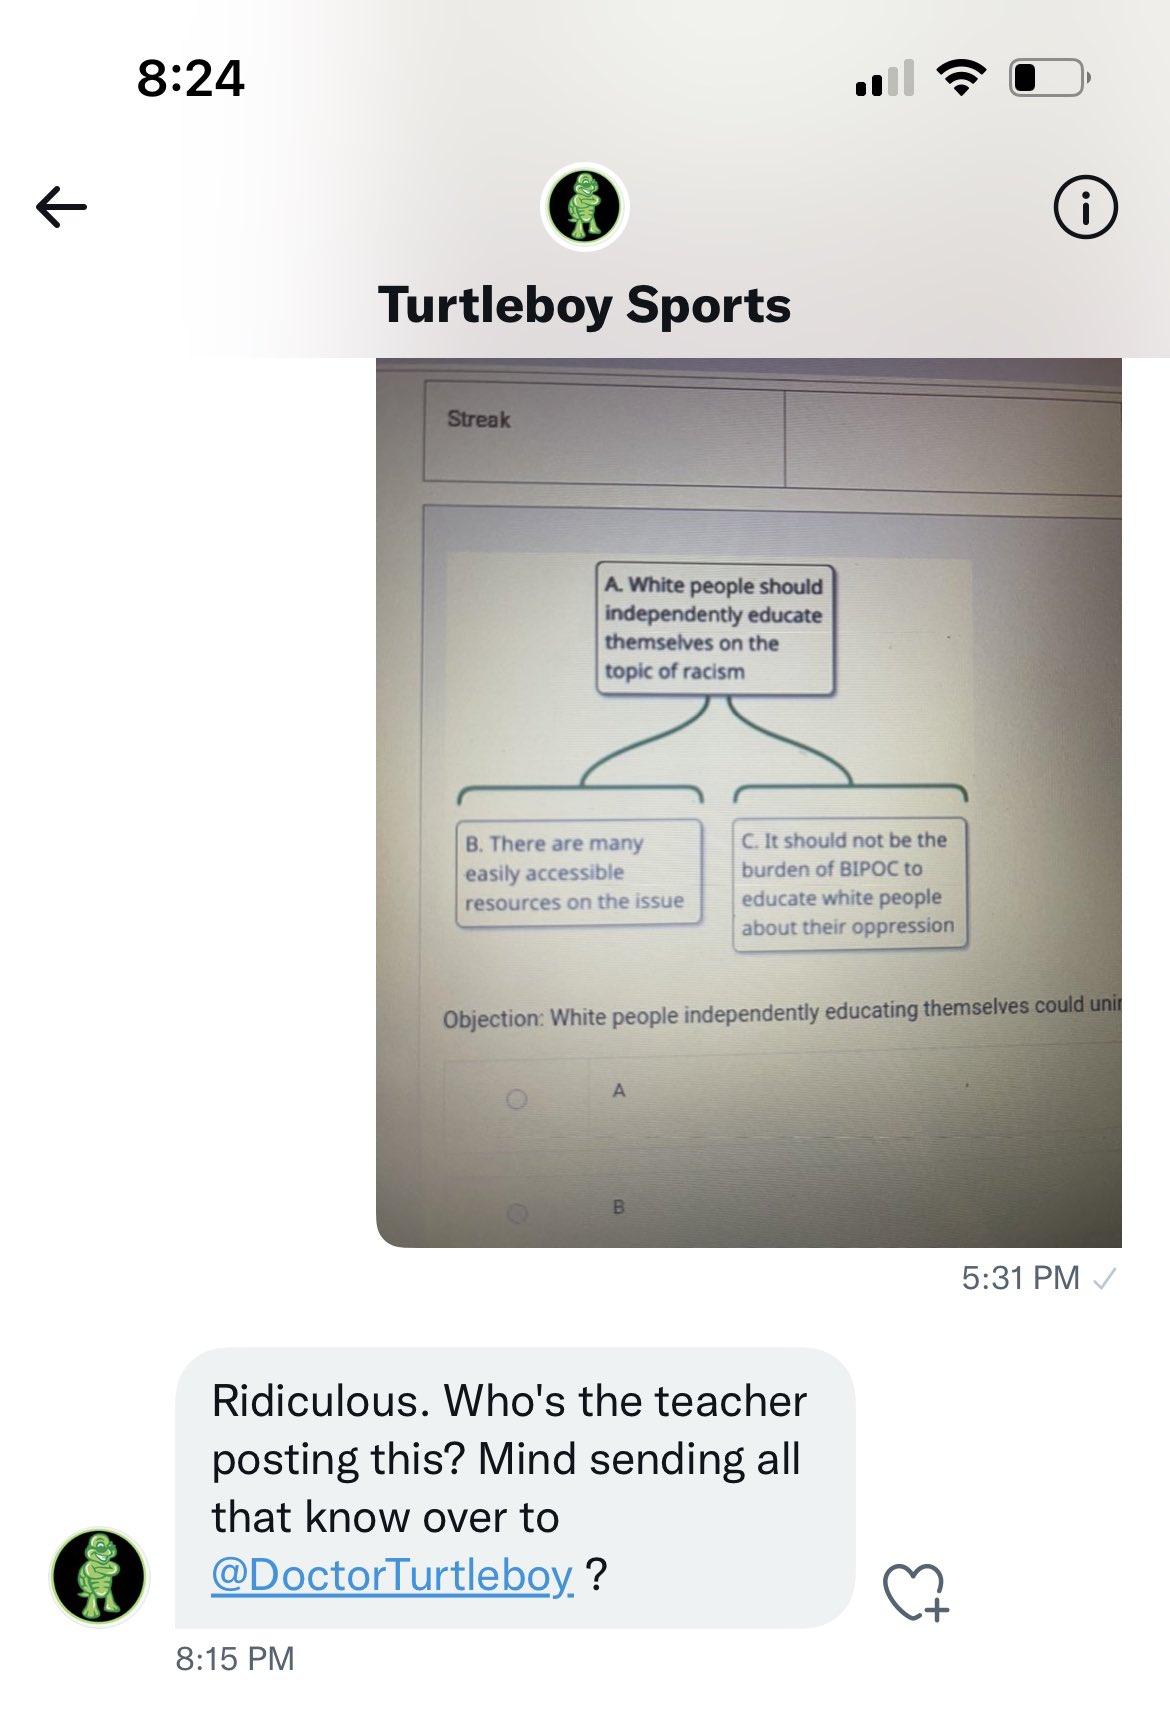 8:24
Turtleboy Sports
Streak
A. White people should
independently educate
themselves on the
topic of racism
B. There are many
easily accessible
resources on the issue
C. It should not be the
burden of BIPOC to
educate white people
about their oppression
Objection: White people independently educating themselves could
A
B
5:31 PM
Ridiculous. Who's the teacher
posting this? Mind sending all
that know over to
@DoctorTurtleboy ?
8:15 PM